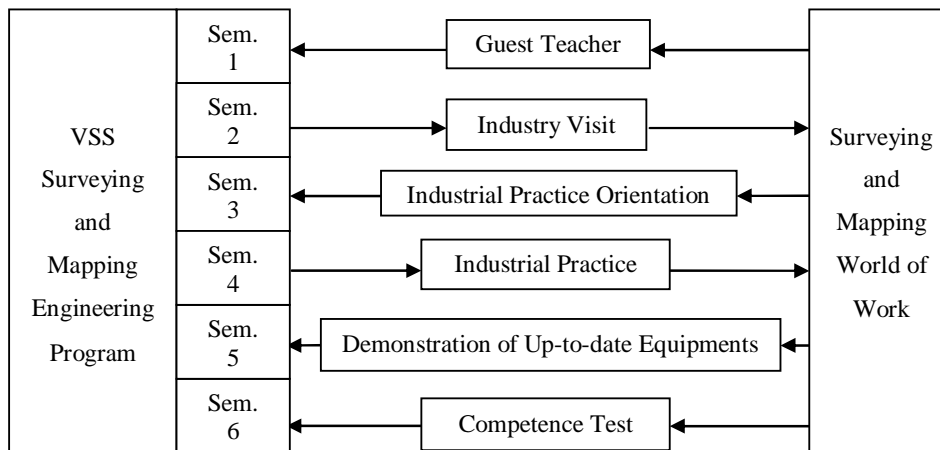 VSS
Surveying
and
Mapping
Engineering
Program
Sem.
1
Sem.
2
Sem.
3
Sem.
4
Sem.
5
Sem.
6
Guest Teacher
Industry Visit
Industrial Practice Orientation
Industrial Practice
Demonstration of Up-to-date Equipments
Competence Test
Surveying
and
Mapping
World of
Work